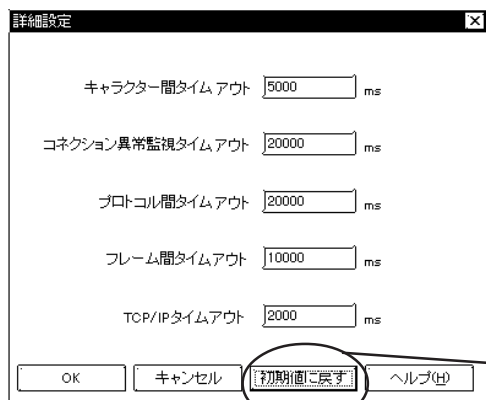 詳細設定
キャラクター間タイムアウト 5000 ms
コネクション異常監視タイムアウト 20000 ms
プロトコル間タイムアウト 20000 ms
フレーム間タイムアウト 10000 ms
TCP/IPタイムアウト 2000 ms
OK キャンセル 初期値に戻す ヘルプ(H)